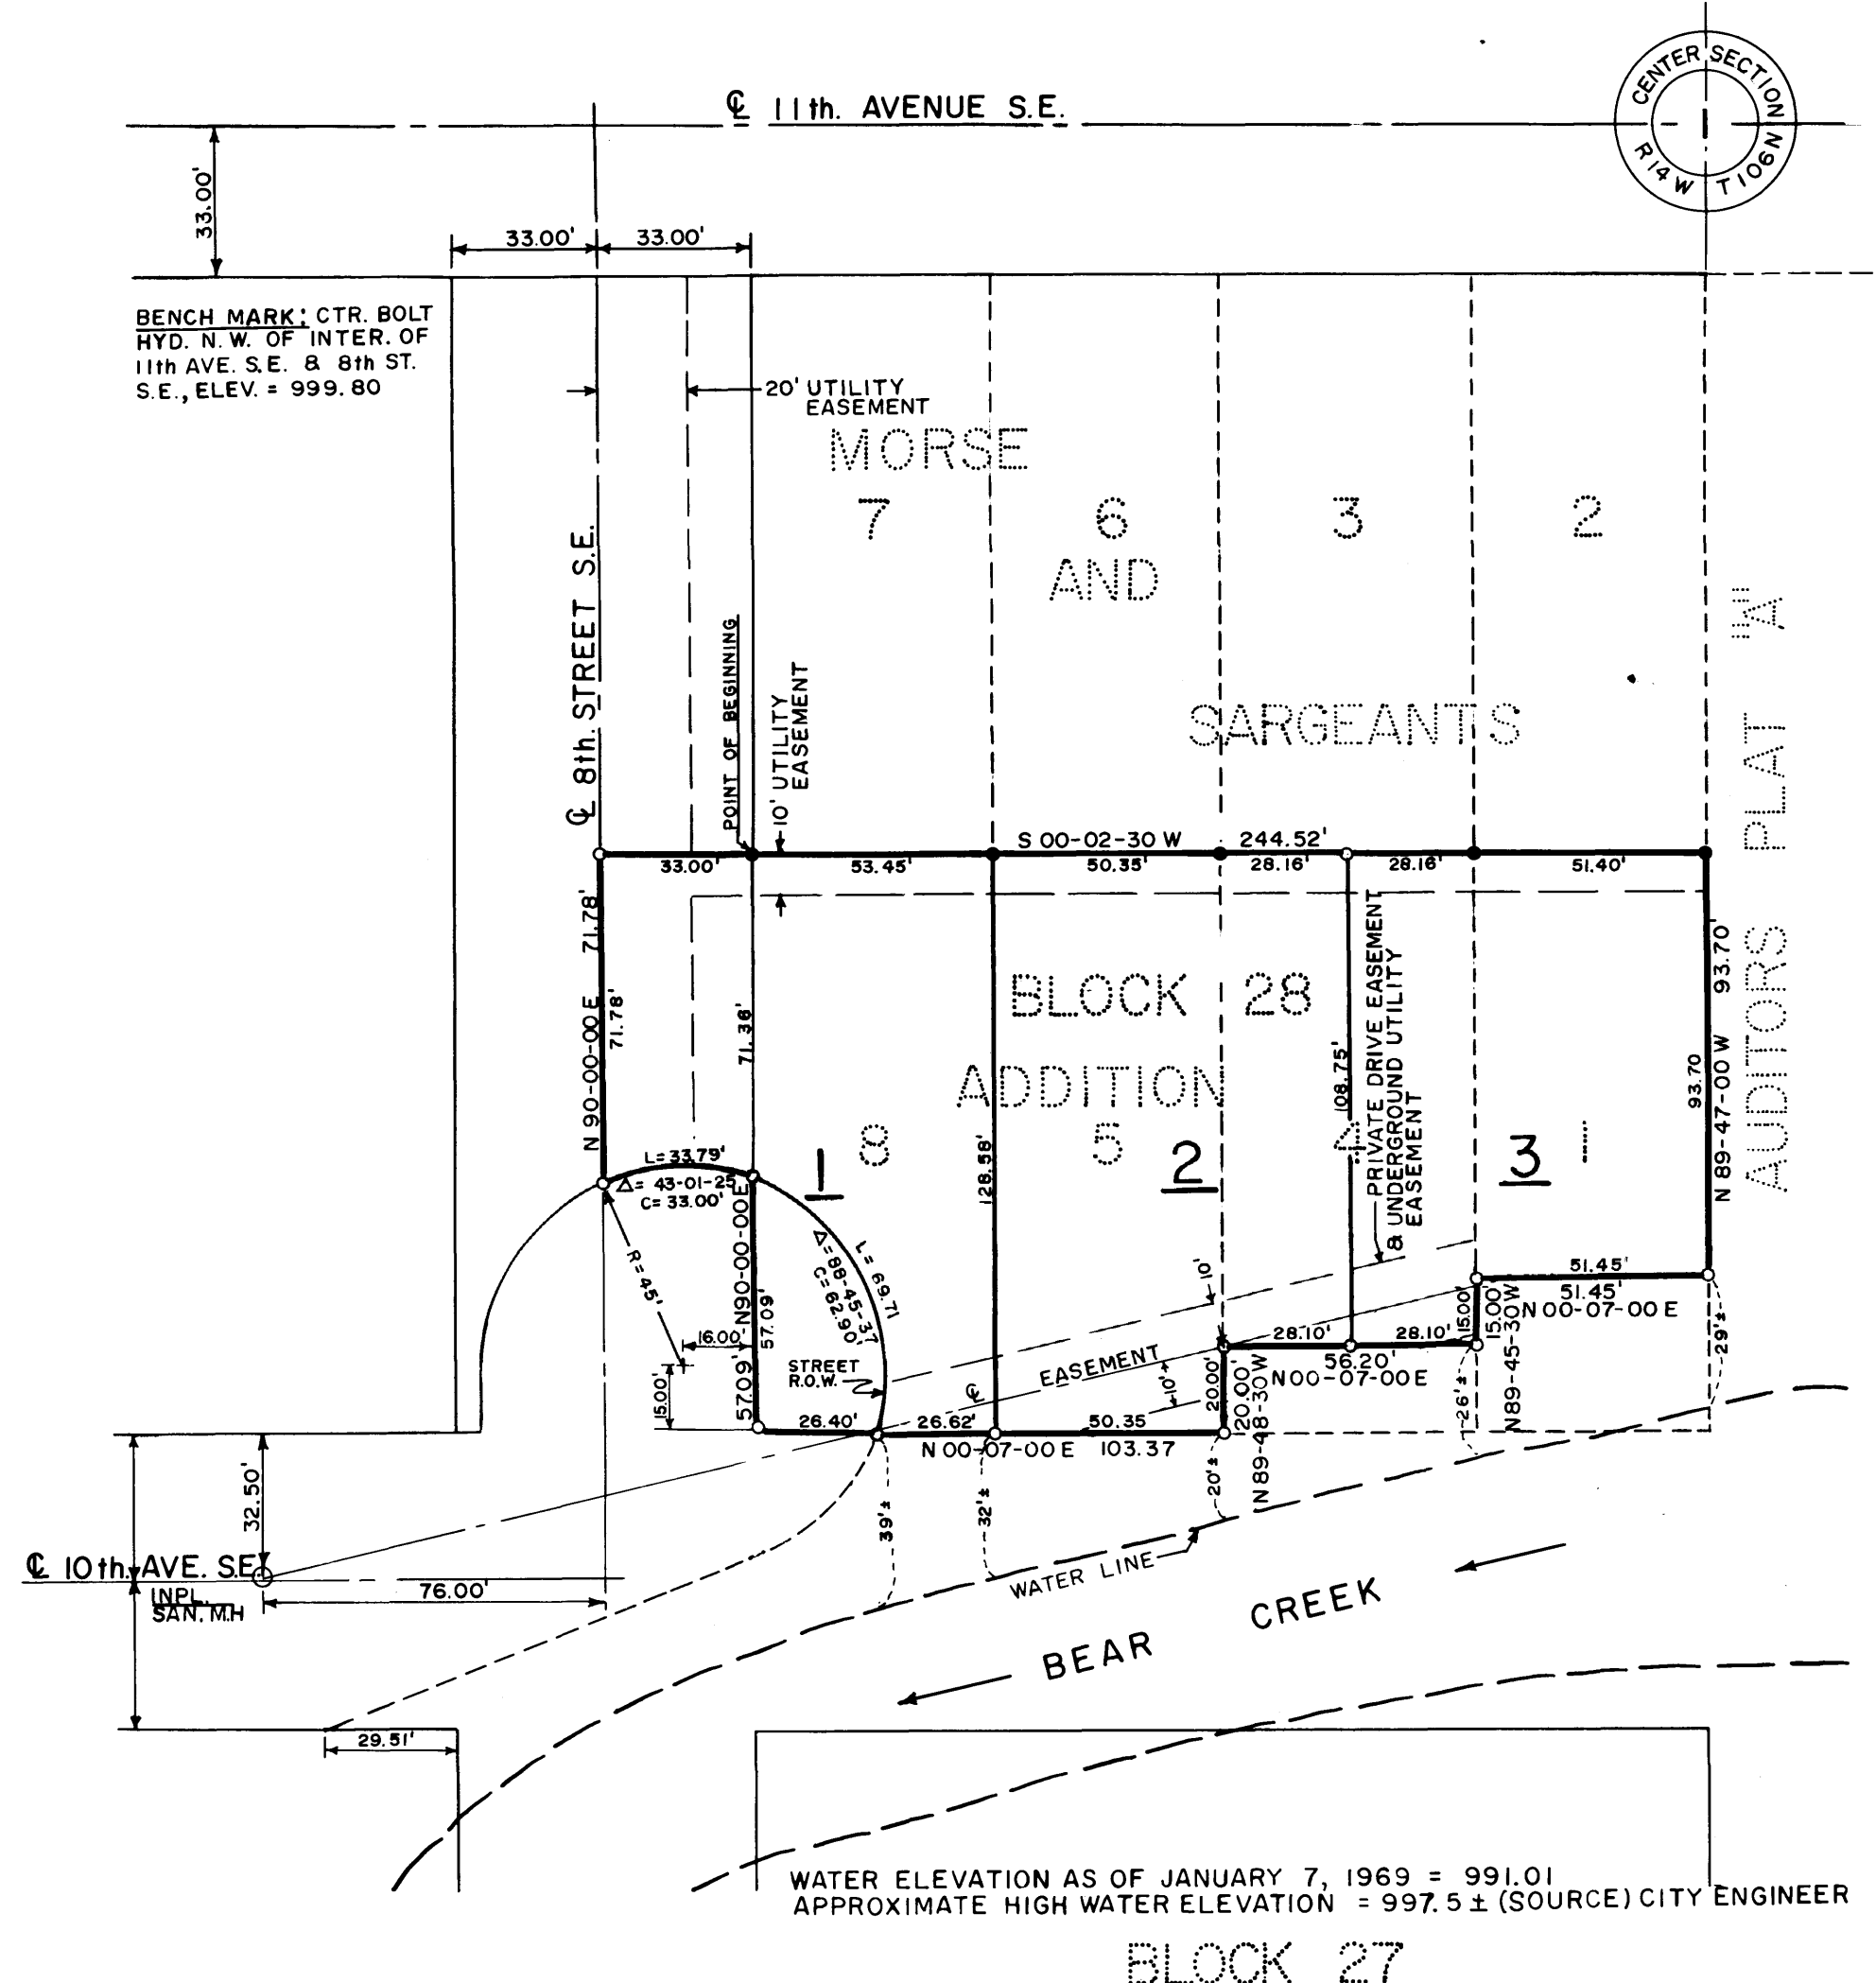 ℄ 11th. AVENUE S.E.
CENTER SECTION
R14W T106N
33.00'
33.00' 33.00'
BENCH MARK: CTR. BOLT
HYD. N.W. OF INTER. OF
11th AVE. S.E. & 8th ST.
S.E., ELEV. = 999.80
20' UTILITY
EASEMENT
MORSE
7 6 3 2
AND
℄ 8th. STREET S.E.
POINT OF BEGINNING
10' UTILITY
EASEMENT
SARGEANTS
AUDITORS PLAT "A"
S 00-02-30 W 244.52'
33.00' 53.45' 50.35' 28.16' 28.16' 51.40'
N 90-00-00 E 71.78'
71.78'
71.36'
BLOCK 28
ADDITION
8 5 4 1
1 2 3
128.58'
108.75'
PRIVATE DRIVE EASEMENT
& UNDERGROUND UTILITY
EASEMENT
N 89-47-00 W 93.70'
93.70
L= 33.79'
Δ= 43-01-25
C= 33.00'
R=45'
57.09'-N90-00-00E
57.09'
L= 69.71
Δ=88-45-37
C=62.90'
16.00'
15.00'
STREET
R.O.W.
10'
℄ EASEMENT
10'
26.40' 26.62' 50.35
N 00-07-00 E 103.37
20.00'
20.00'
N 89-48-30 W
28.10' 28.10'
56.20'
N00-07-00E
15.00'
15.00'
N89-45-30W
51.45'
51.45'
N 00-07-00 E
39'± 32'± 20'± 26'± 29'±
32.50'
℄ 10th. AVE. S.E.
INPL.
SAN. M.H
76.00'
WATER LINE
BEAR CREEK
29.51'
WATER ELEVATION AS OF JANUARY 7, 1969 = 991.01
APPROXIMATE HIGH WATER ELEVATION = 997.5 ± (SOURCE) CITY ENGINEER
BLOCK 27